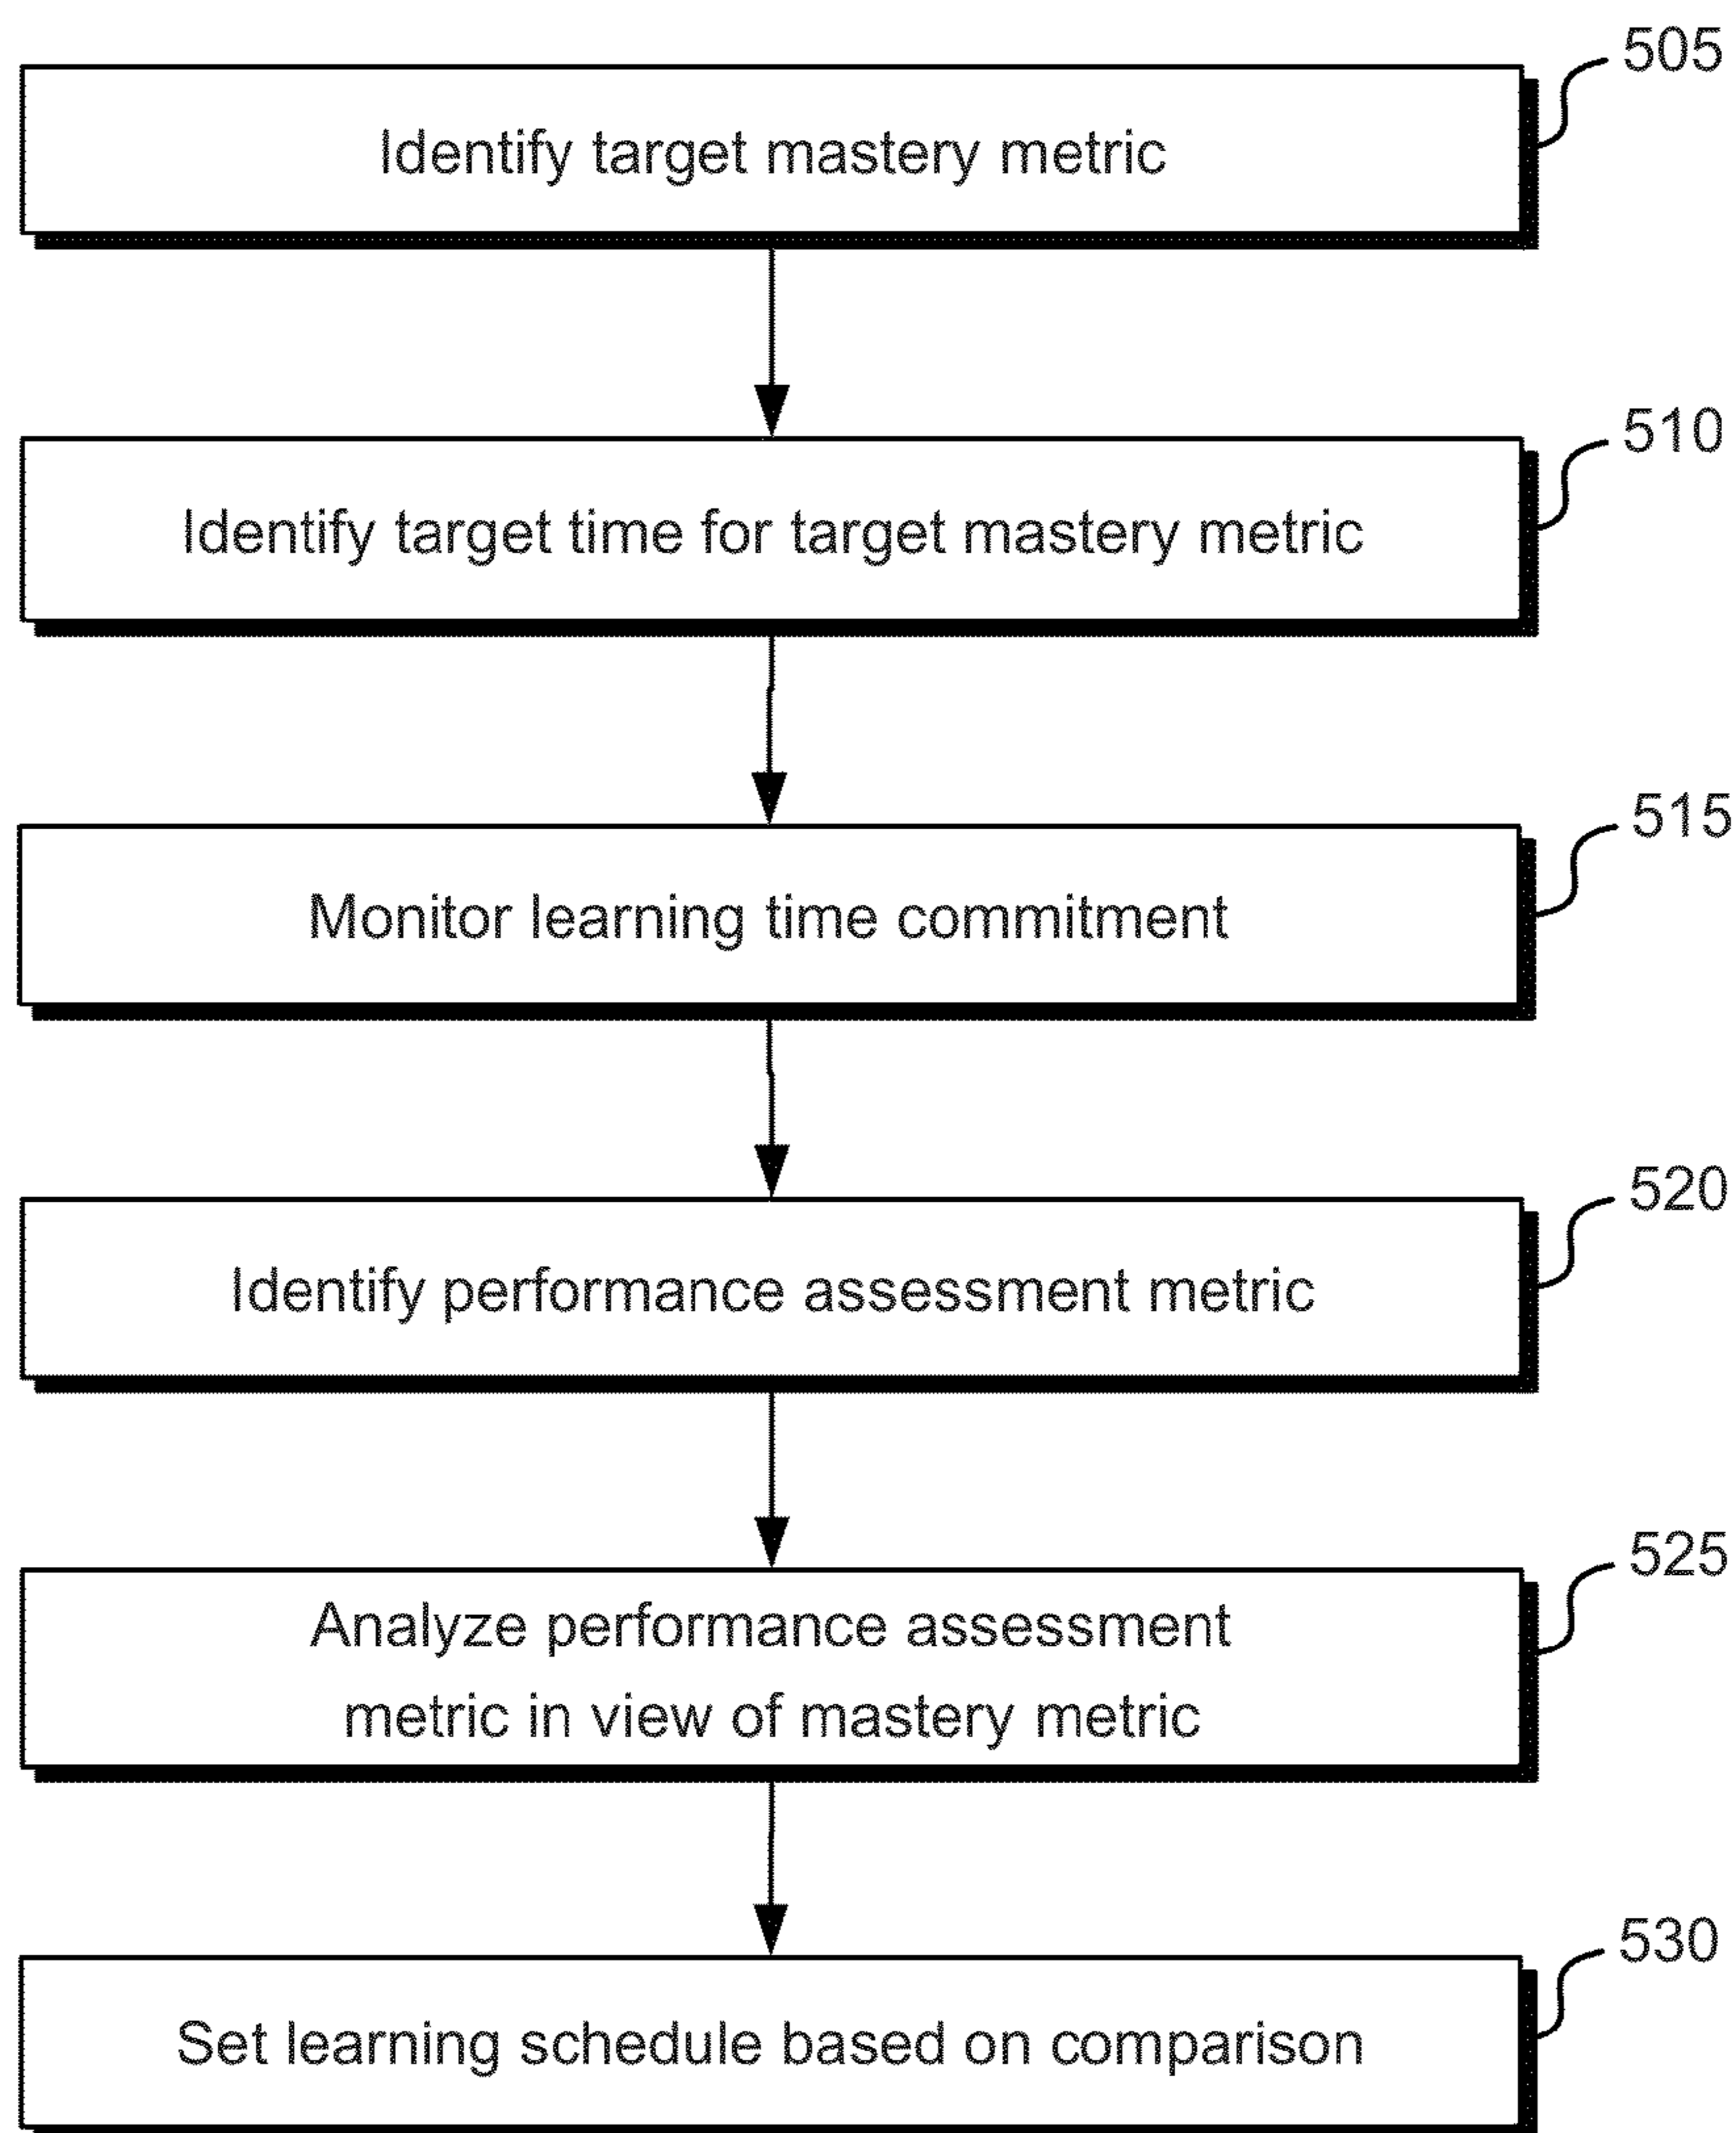 505
Identify target mastery metric
510
Identify target time for target mastery metric
515
Monitor learning time commitment
520
Identify performance assessment metric
525
Analyze performance assessment
metric in view of mastery metric
530
Set learning schedule based on comparison